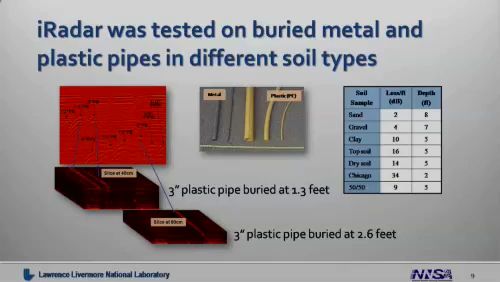 iRadar was tested on buried metal and
plastic pipes in different soil types
Metal
Plastic (PC)
Slice at 40cm
Slice at 80cm
3" plastic pipe buried at 1.3 feet
3" plastic pipe buried at 2.6 feet
Soil Sample Loss/ft (dB) Depth (ft)
Sand 2 8
Gravel 4 7
Clay 10 5
Top soil 16 5
Dry soil 14 5
Chicago 34 2
50/50 9 5
Lawrence Livermore National Laboratory
NNSA
9